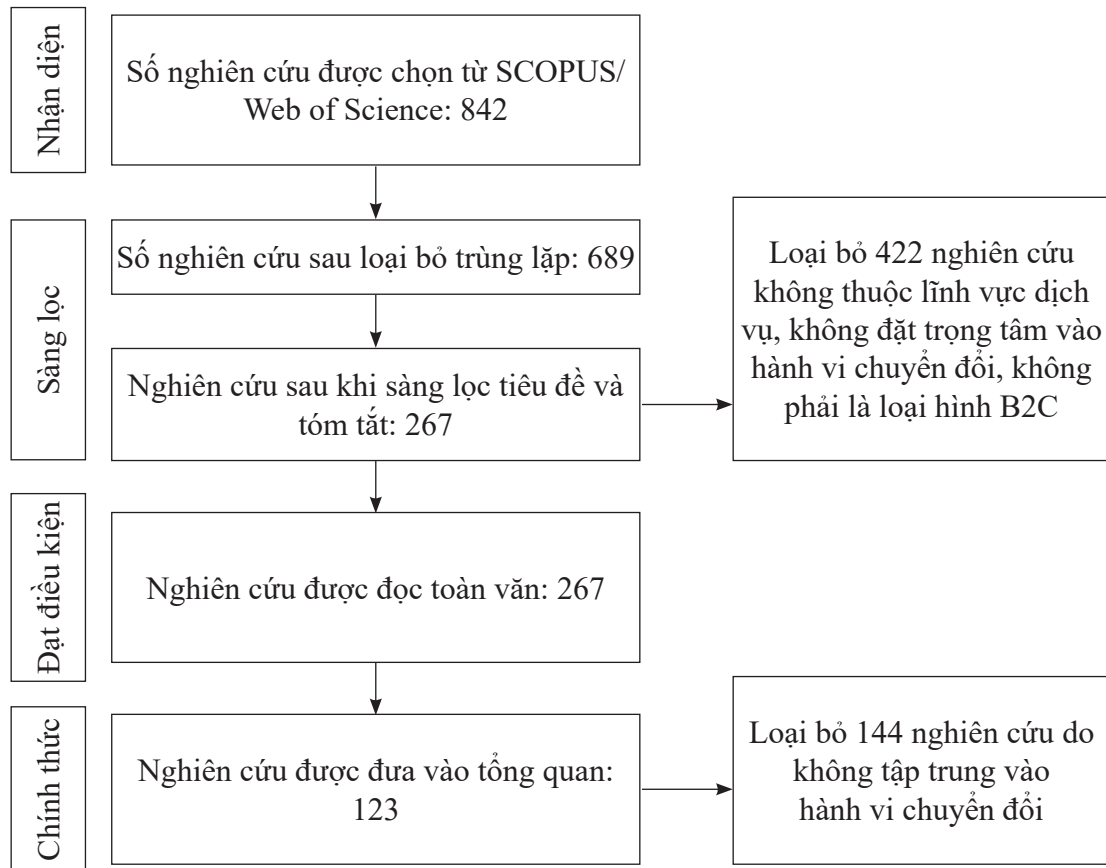 Nhận diện
Số nghiên cứu được chọn từ SCOPUS/
Web of Science: 842
Sàng lọc
Số nghiên cứu sau loại bỏ trùng lặp: 689
Nghiên cứu sau khi sàng lọc tiêu đề và
tóm tắt: 267
Loại bỏ 422 nghiên cứu
không thuộc lĩnh vực dịch
vụ, không đặt trọng tâm vào
hành vi chuyển đổi, không
phải là loại hình B2C
Đạt điều kiện
Nghiên cứu được đọc toàn văn: 267
Chính thức
Nghiên cứu được đưa vào tổng quan:
123
Loại bỏ 144 nghiên cứu do
không tập trung vào
hành vi chuyển đổi